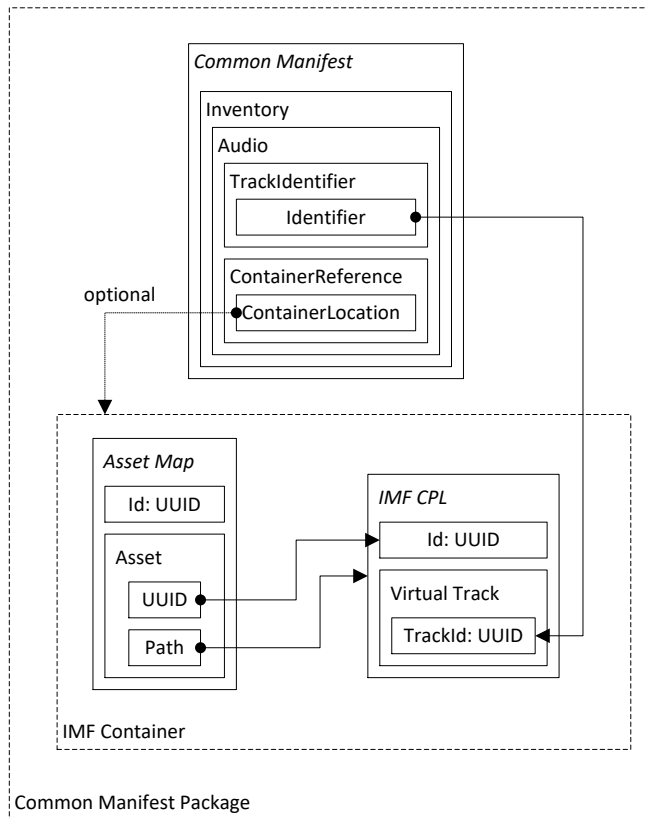 Common Manifest
Inventory
Audio
TrackIdentifier
Identifier
ContainerReference
ContainerLocation
optional
Asset Map
Id: UUID
Asset
UUID
Path
IMF CPL
Id: UUID
Virtual Track
TrackId: UUID
IMF Container
Common Manifest Package